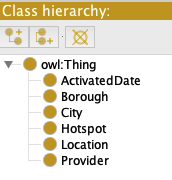 Class hierarchy:
owl:Thing
ActivatedDate
Borough
City
Hotspot
Location
Provider